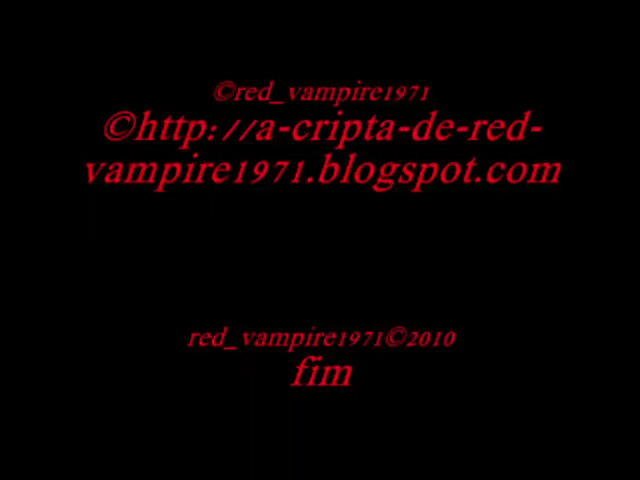 ©red_vampire1971
©http://a-cripta-de-red-
vampire1971.blogspot.com
red_vampire1971©2010
fim